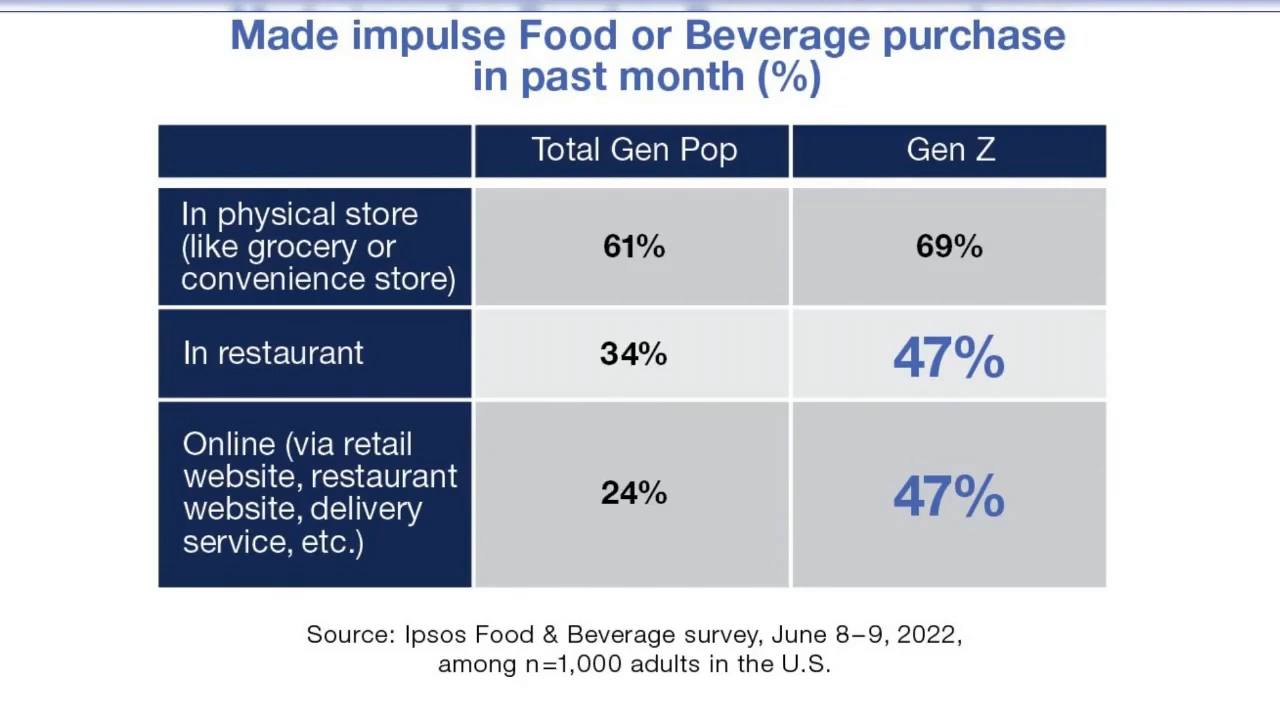 Made impulse Food or Beverage purchase
in past month (%)
Total Gen Pop
Gen Z
In physical store
(like grocery or
convenience store)
61%
69%
In restaurant
34%
47%
Online (via retail
website, restaurant
website, delivery
service, etc.)
24%
47%
Source: Ipsos Food & Beverage survey, June 8–9, 2022,
among n=1,000 adults in the U.S.